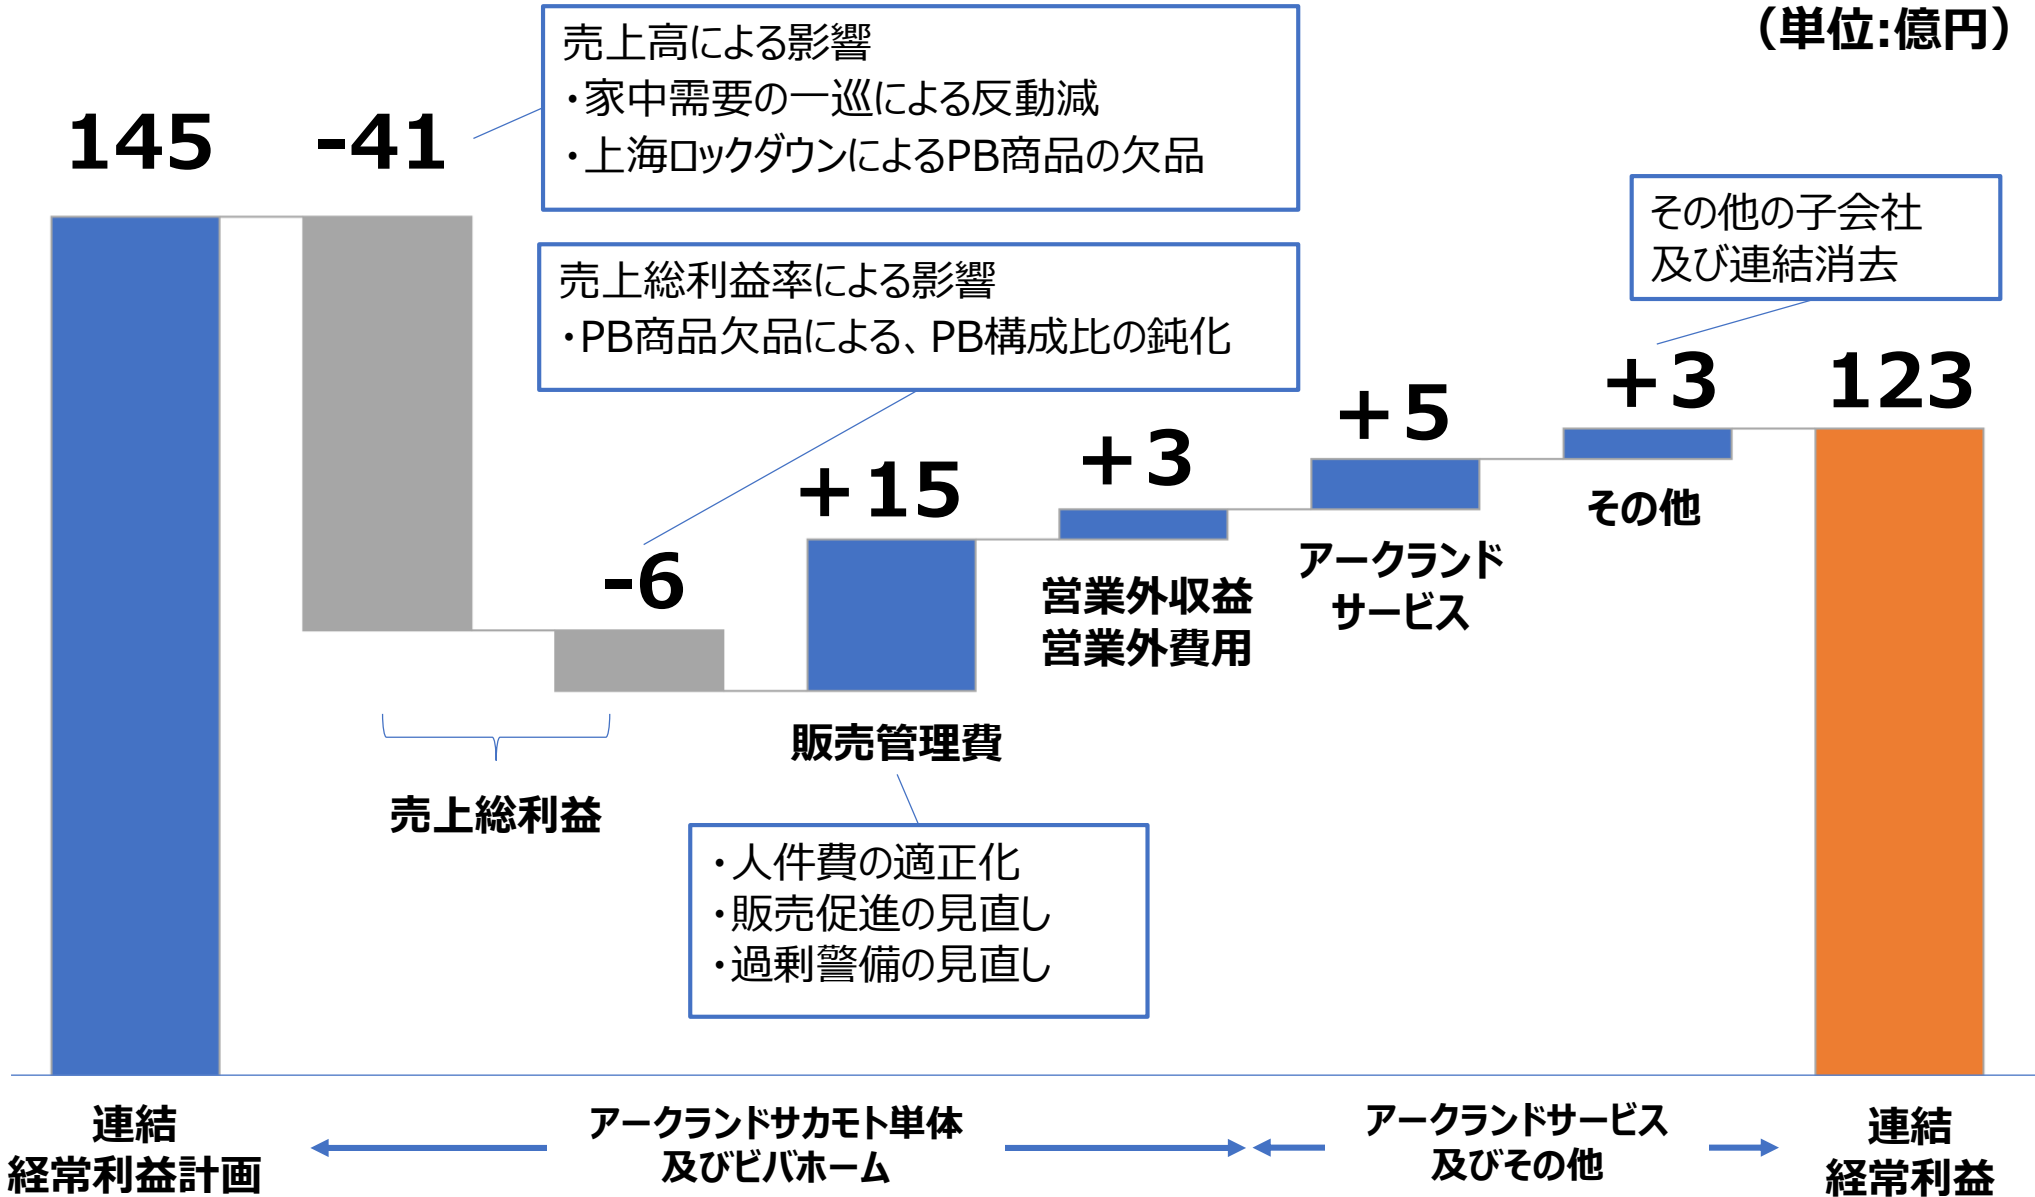 （単位:億円）
売上高による影響
・家中需要の一巡による反動減
・上海ロックダウンによるPB商品の欠品
145
-41
その他の子会社
及び連結消去
売上総利益率による影響
・PB商品欠品による、PB構成比の鈍化
-6
+15
+3
+5
+3
123
その他
アークランド
サービス
営業外収益
営業外費用
販売管理費
売上総利益
・人件費の適正化
・販売促進の見直し
・過剰警備の見直し
連結
経常利益計画
アークランドサカモト単体
及びビバホーム
アークランドサービス
及びその他
連結
経常利益